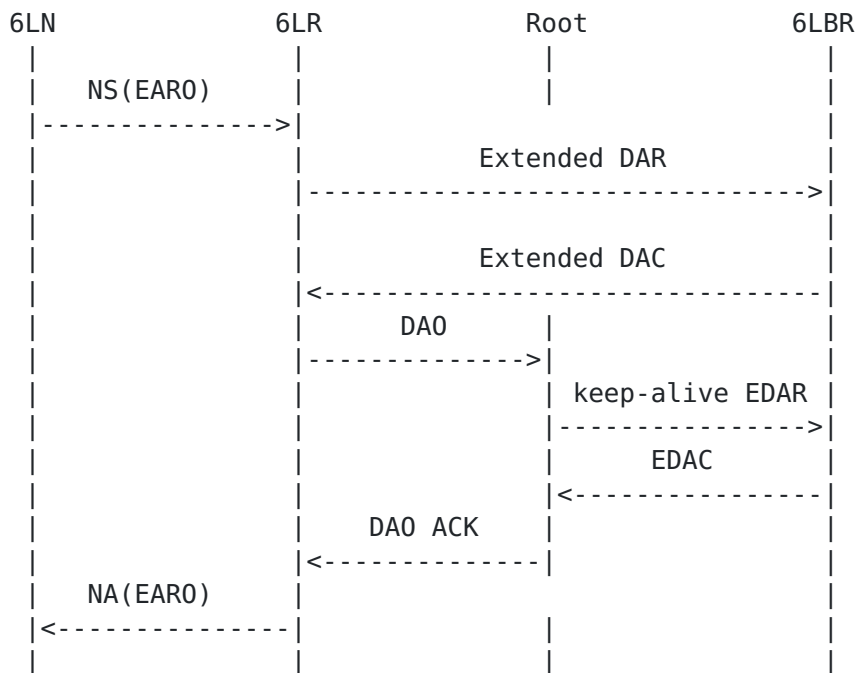 6LN 6LR Root 6LBR
NS(EARO)
Extended DAR
Extended DAC
DAO
keep-alive EDAR
EDAC
DAO ACK
NA(EARO)